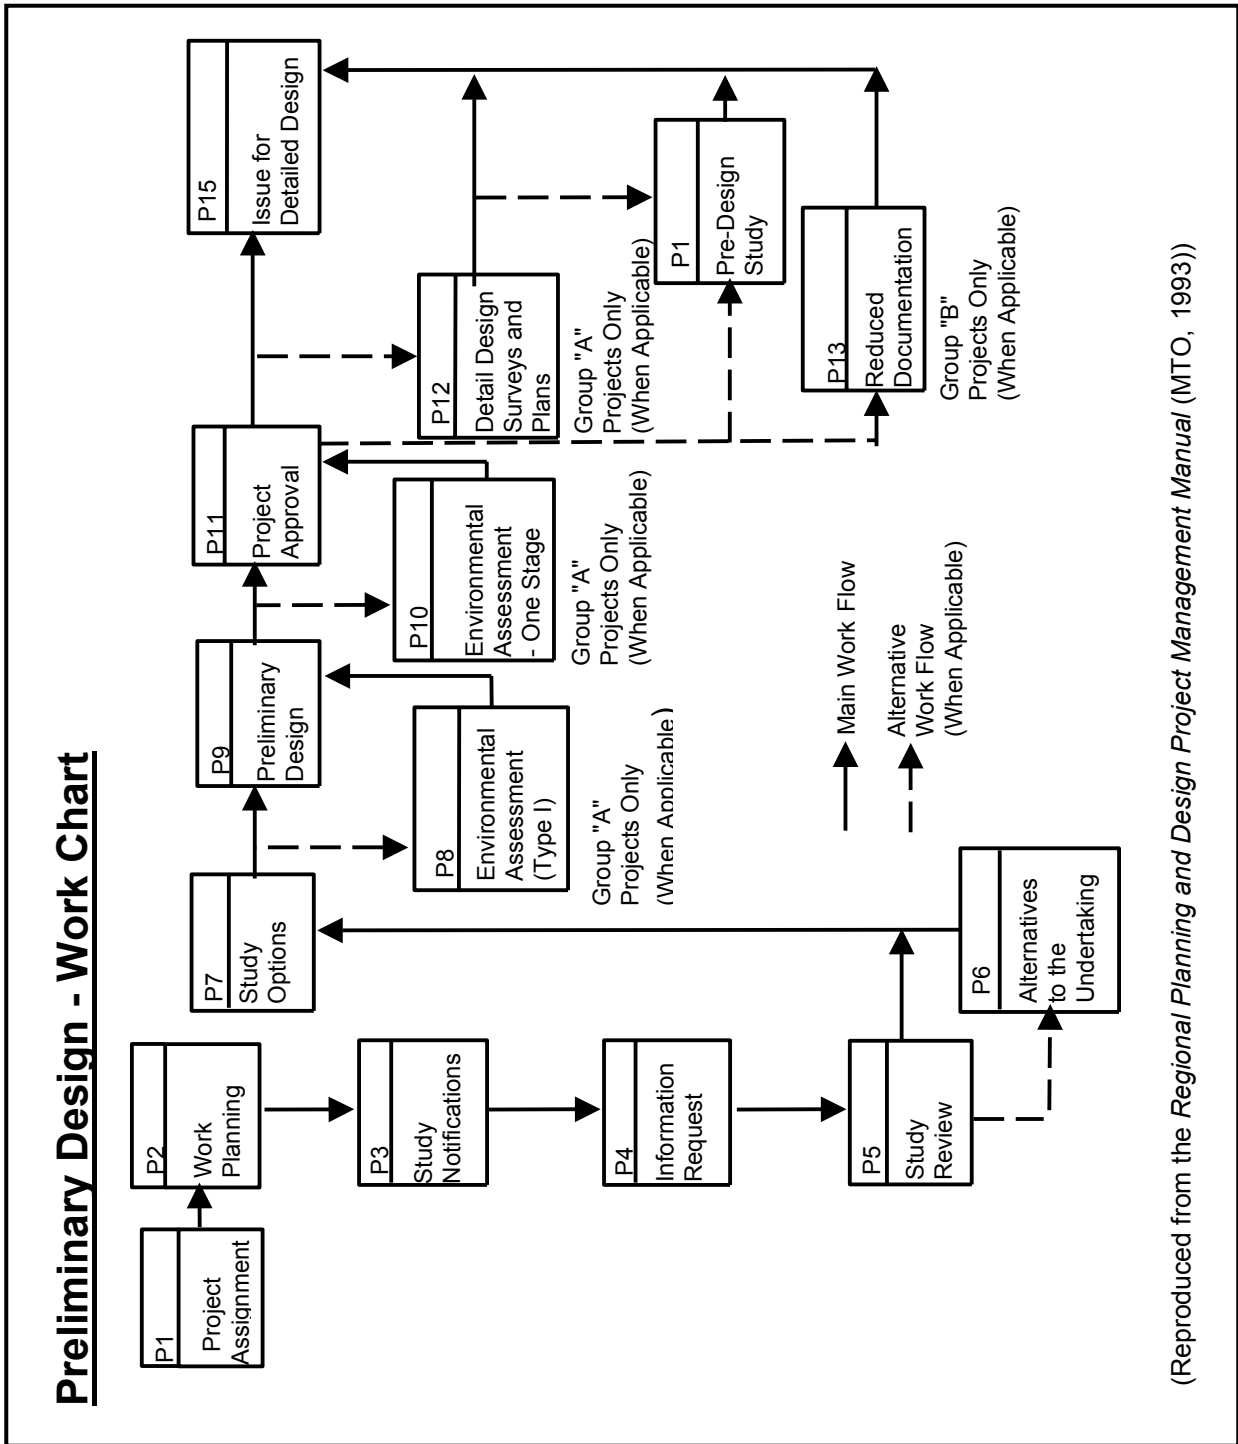 Preliminary Design - Work Chart
P1
Project
Assignment
P2
Work
Planning
P3
Study
Notifications
P4
Information
Request
P5
Study
Review
P6
Alternatives
to the
Undertaking
P7
Study
Options
P8
Environmental
Assessment
(Type I)
Group "A"
Projects Only
(When Applicable)
P9
Preliminary
Design
P10
Environmental
Assessment
- One Stage
Group "A"
Projects Only
(When Applicable)
P11
Project
Approval
P12
Detail Design
Surveys and
Plans
Group "A"
Projects Only
(When Applicable)
P1
Pre-Design
Study
P13
Reduced
Documentation
Group "B"
Projects Only
(When Applicable)
P15
Issue for
Detailed Design
Main Work Flow
Alternative
Work Flow
(When Applicable)
(Reproduced from the Regional Planning and Design Project Management Manual (MTO, 1993))